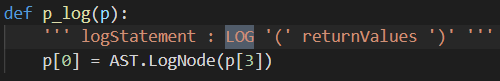 def p_log(p):
    ''' logStatement : LOG '(' returnValues ')' '''
    p[0] = AST.LogNode(p[3])